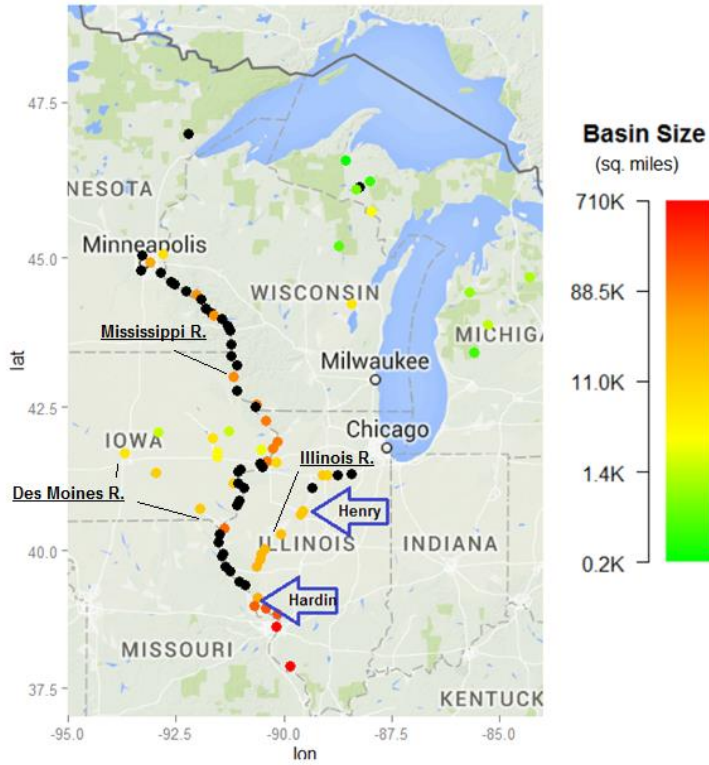 47.5
NESOTA
Minneapolis
45.0
WISCONSIN
Mississippi R.
MICHIG
Milwaukee
lat
42.5
Chicago
IOWA
Illinois R.
Des Moines R.
Henry
40.0
ILLINOIS
INDIANA
Hardin
MISSOURI
37.5
KENTUCK
-95.0
-92.5
-90.0
-87.5
-85.0
lon
Basin Size
(sq. miles)
710K
88.5K
11.0K
1.4K
0.2K